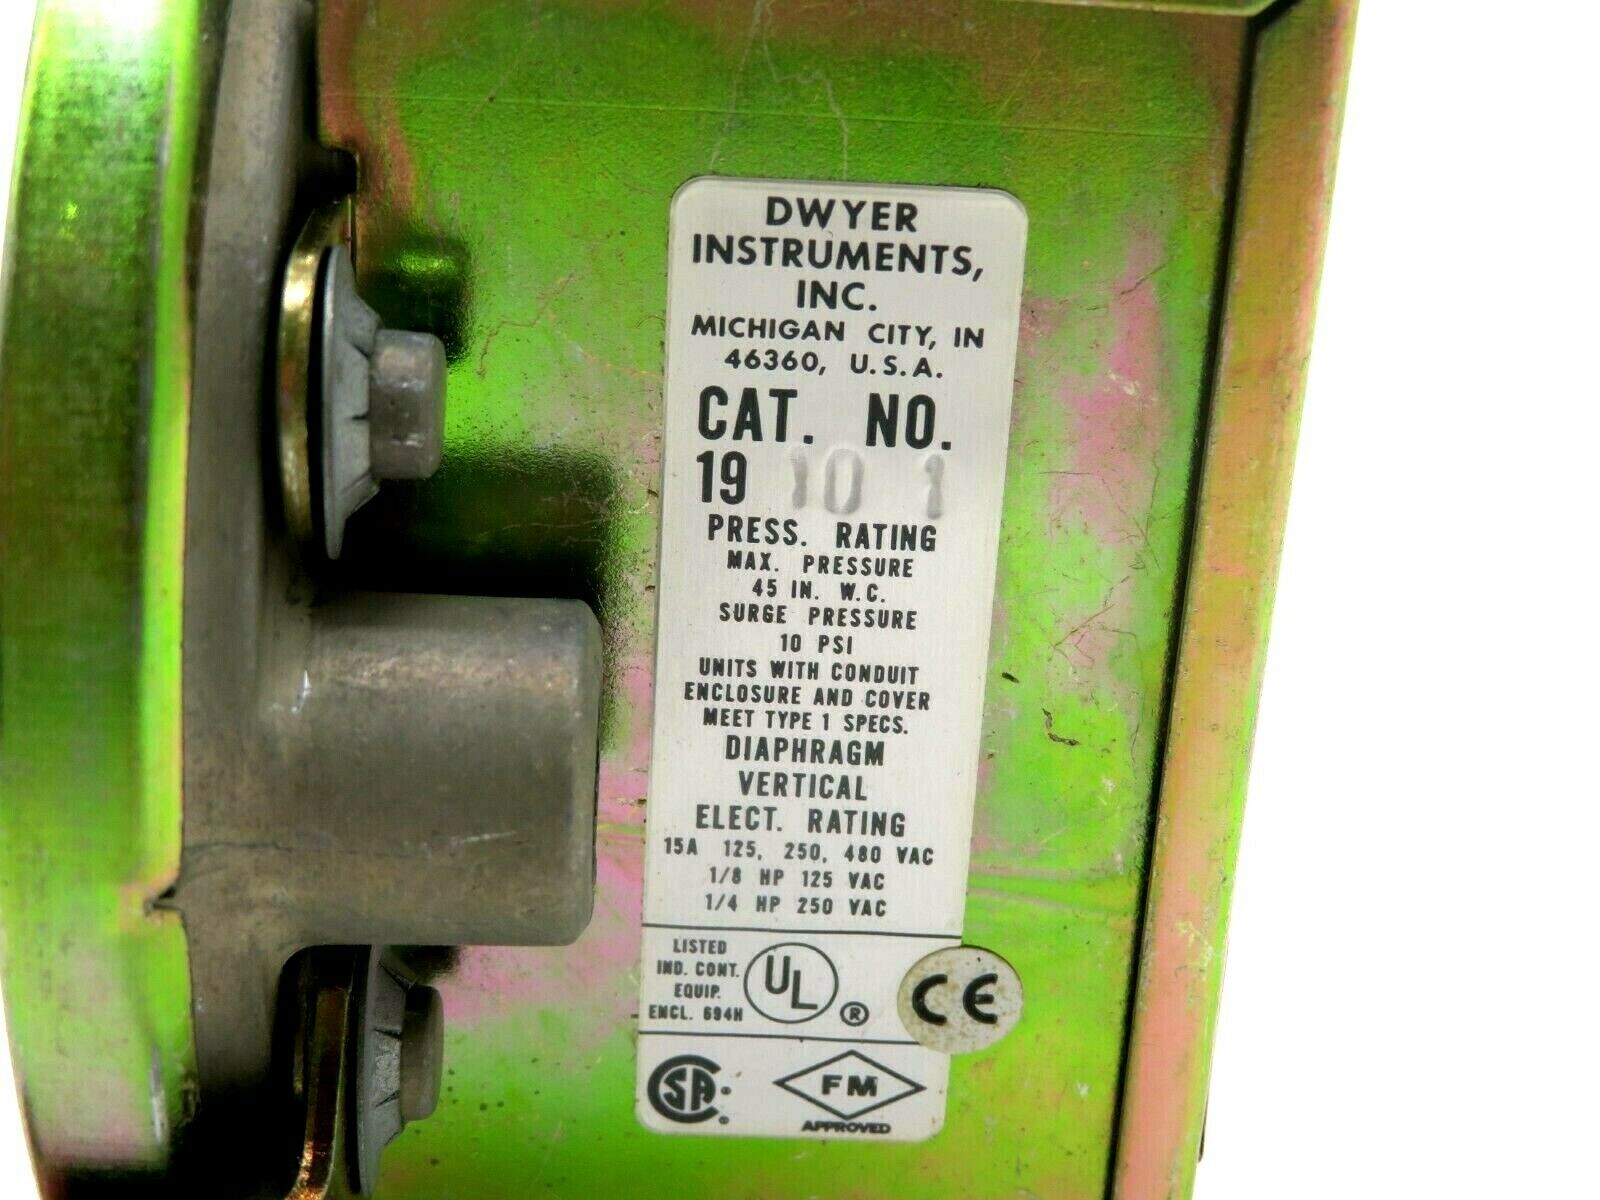 DWYER
INSTRUMENTS,
INC.
MICHIGAN CITY, IN
46360, U.S.A.
CAT. NO.
19 10 1
PRESS. RATING
MAX. PRESSURE
45 IN. W.C.
SURGE PRESSURE
10 PSI
UNITS WITH CONDUIT
ENCLOSURE AND COVER
MEET TYPE 1 SPECS.
DIAPHRAGM
VERTICAL
ELECT. RATING
15A 125, 250, 480 VAC
1/8 HP 125 VAC
1/4 HP 250 VAC
LISTED
IND. CONT.
EQUIP.
ENCL. 694H
UL ®
CE
CSA ®
FM
APPROVED